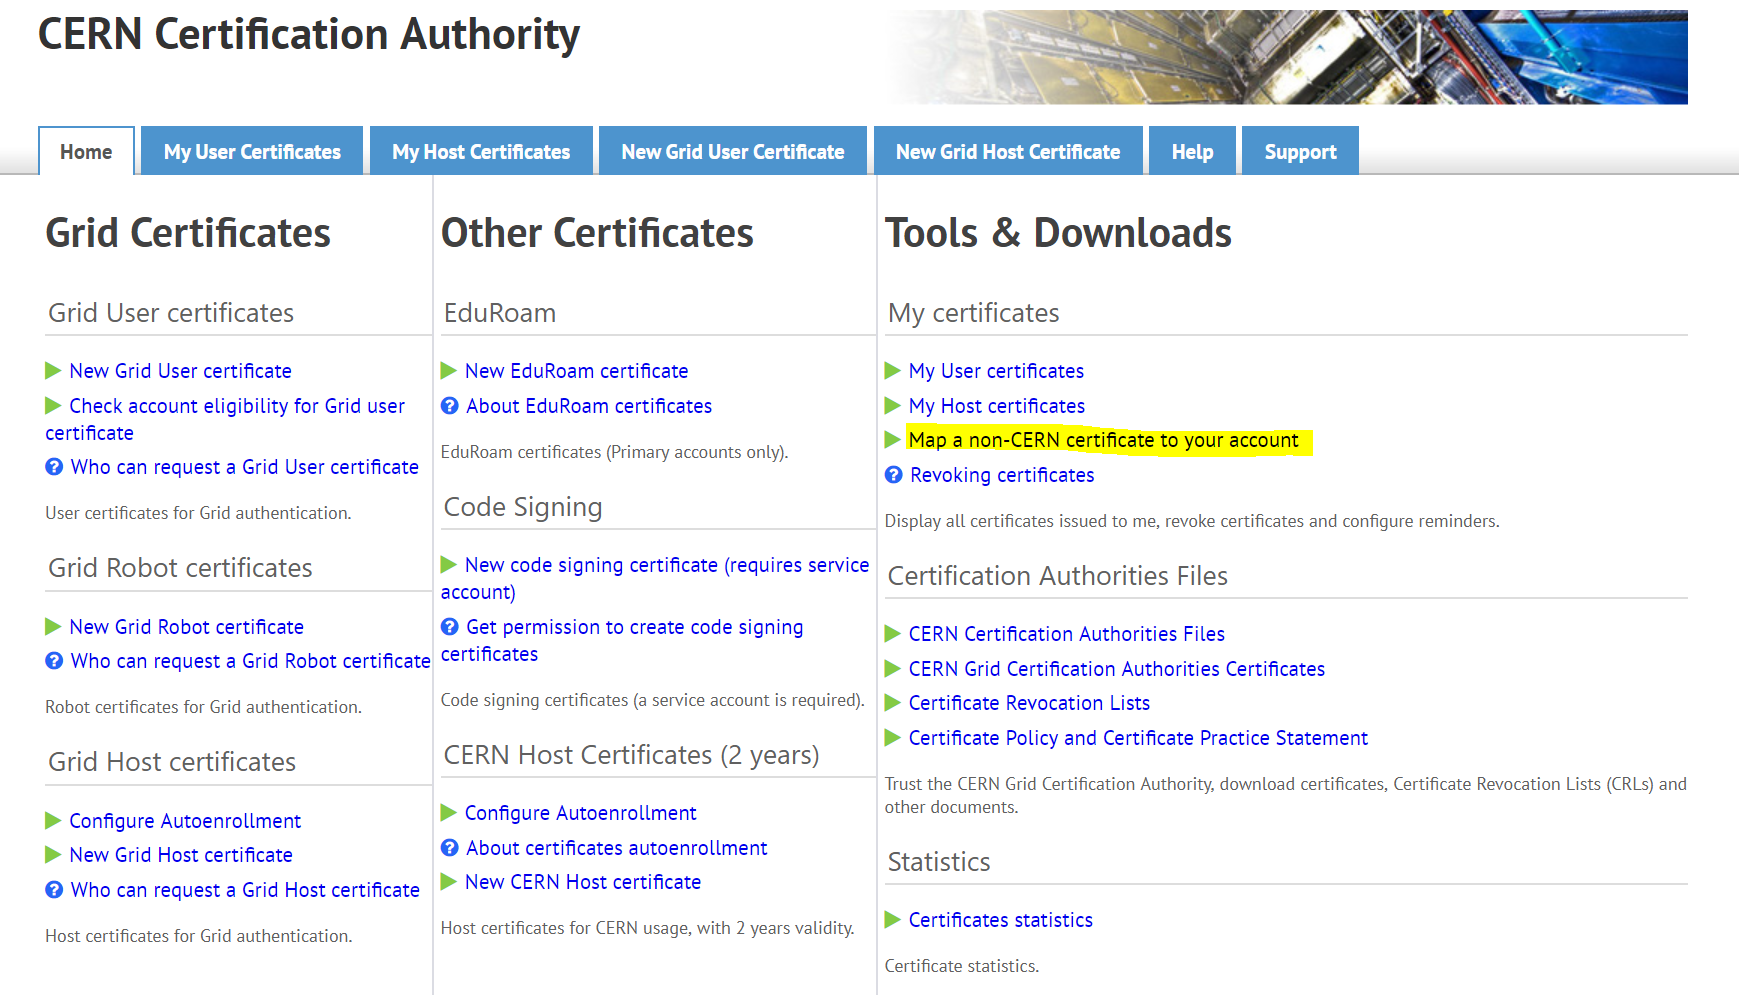 CERN Certification Authority
Home
My User Certificates
My Host Certificates
New Grid User Certificate
New Grid Host Certificate
Help
Support
Grid Certificates
Grid User certificates
New Grid User certificate
Check account eligibility for Grid user
certificate
Who can request a Grid User certificate
User certificates for Grid authentication.
Grid Robot certificates
New Grid Robot certificate
Who can request a Grid Robot certificate
Robot certificates for Grid authentication.
Grid Host certificates
Configure Autoenrollment
New Grid Host certificate
Who can request a Grid Host certificate
Host certificates for Grid authentication.
Other Certificates
EduRoam
New EduRoam certificate
About EduRoam certificates
EduRoam certificates (Primary accounts only).
Code Signing
New code signing certificate (requires service
account)
Get permission to create code signing
certificates
Code signing certificates (a service account is required).
CERN Host Certificates (2 years)
Configure Autoenrollment
About certificates autoenrollment
New CERN Host certificate
Host certificates for CERN usage, with 2 years validity.
Tools & Downloads
My certificates
My User certificates
My Host certificates
Map a non-CERN certificate to your account
Revoking certificates
Display all certificates issued to me, revoke certificates and configure reminders.
Certification Authorities Files
CERN Certification Authorities Files
CERN Grid Certification Authorities Certificates
Certificate Revocation Lists
Certificate Policy and Certificate Practice Statement
Trust the CERN Grid Certification Authority, download certificates, Certificate Revocation Lists (CRLs) and
other documents.
Statistics
Certificates statistics
Certificate statistics.